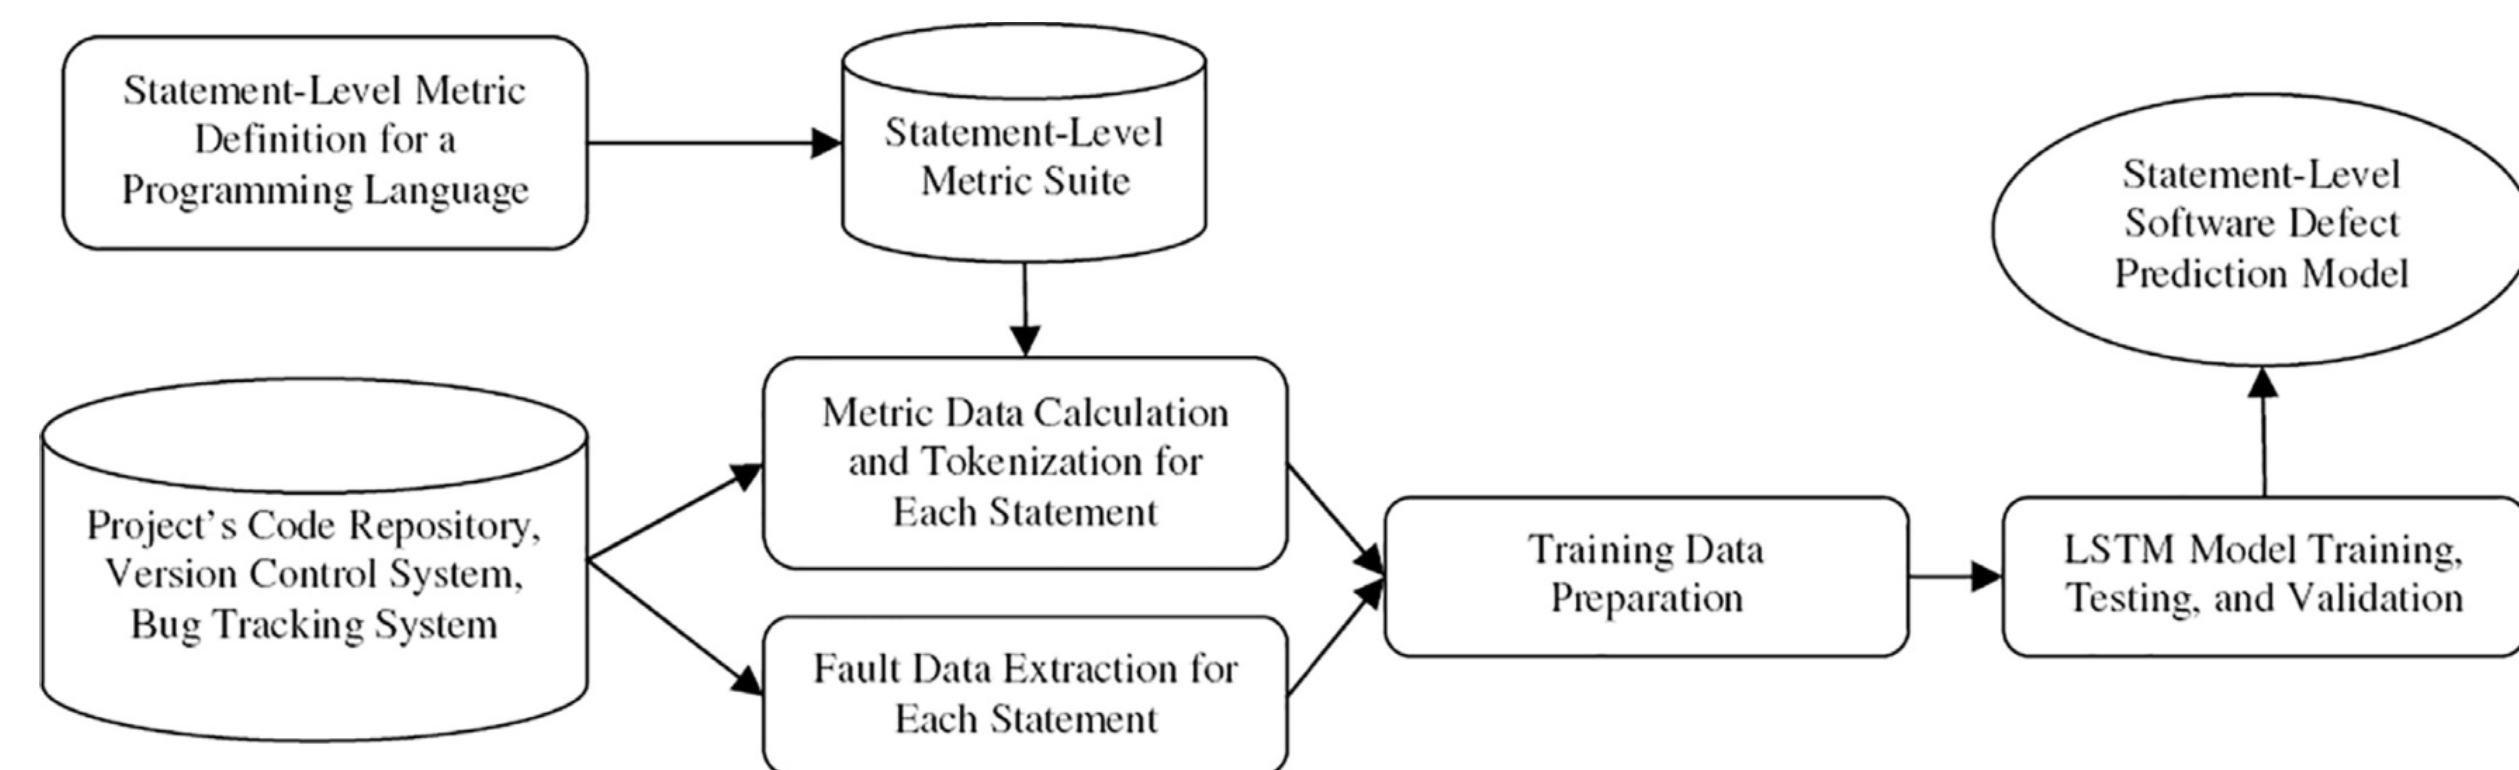 Statement-Level Metric
Definition for a
Programming Language
Statement-Level
Metric Suite
Statement-Level
Software Defect
Prediction Model
Project's Code Repository,
Version Control System,
Bug Tracking System
Metric Data Calculation
and Tokenization for
Each Statement
Fault Data Extraction for
Each Statement
Training Data
Preparation
LSTM Model Training,
Testing, and Validation